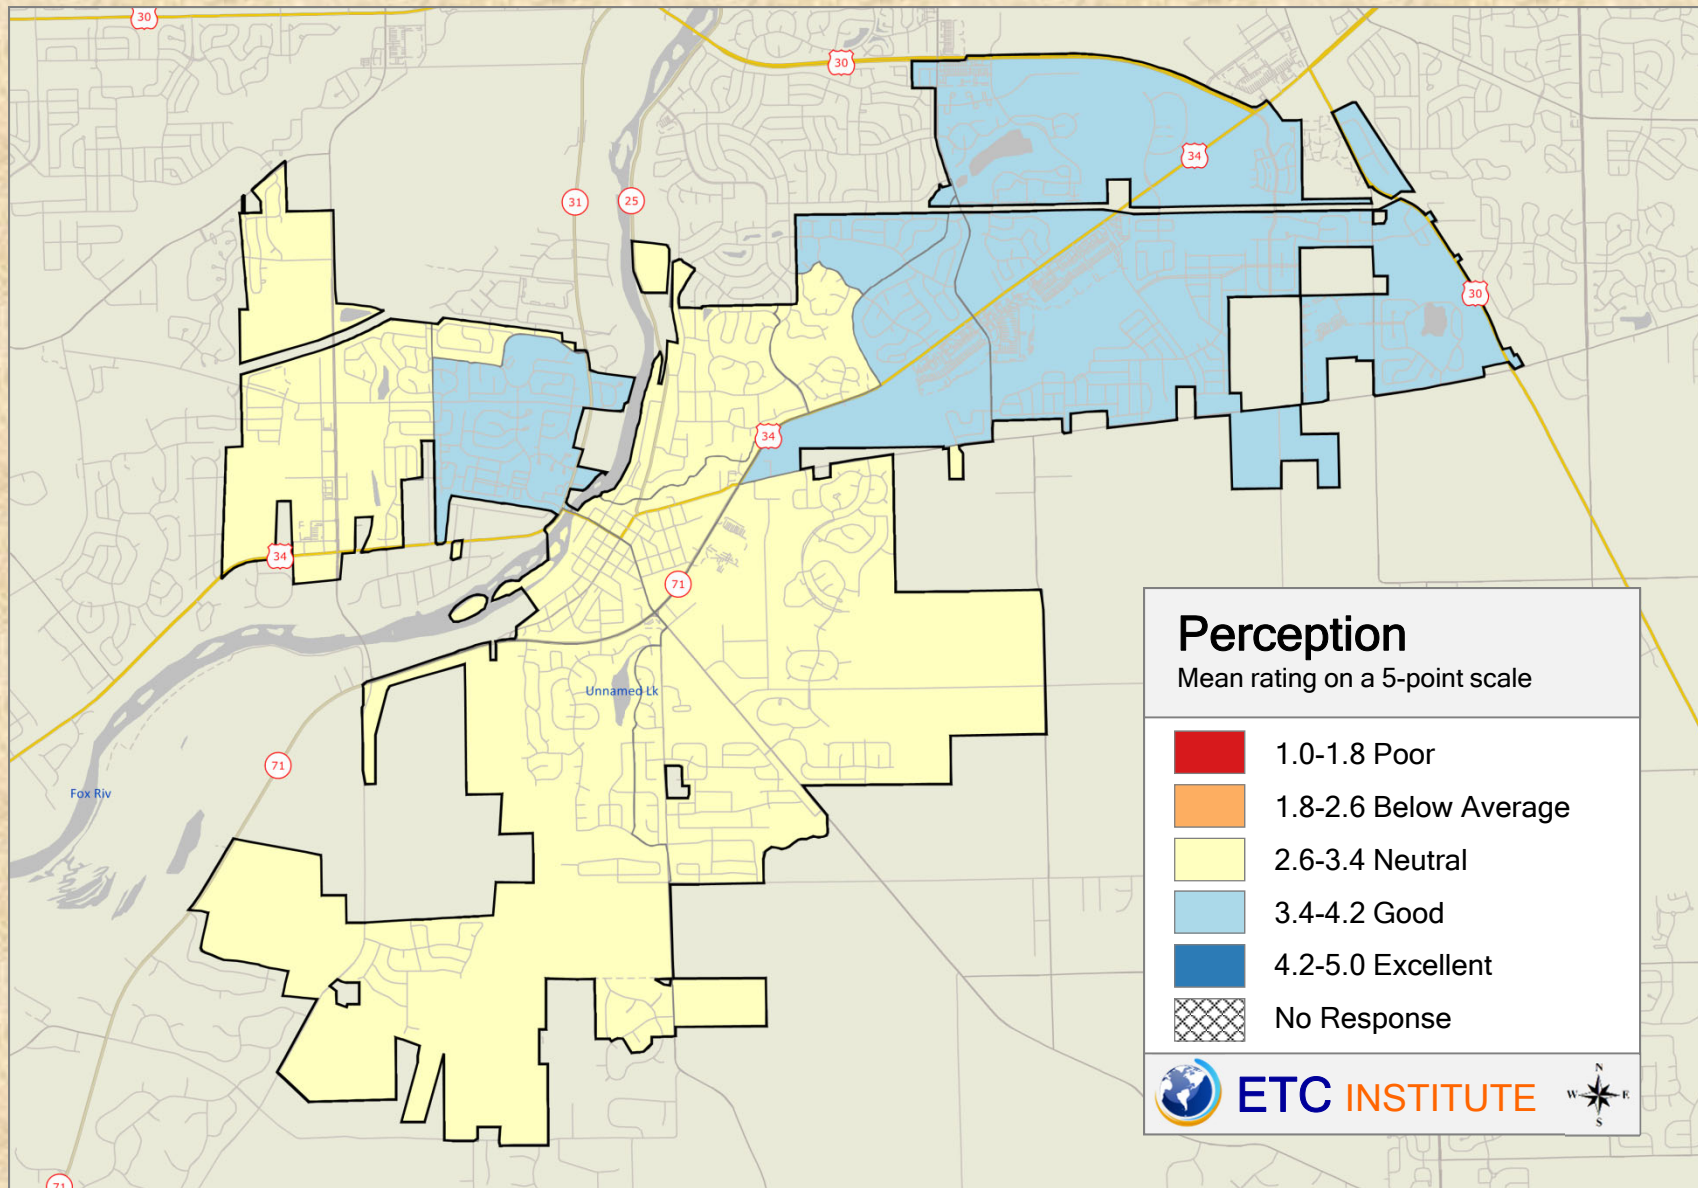 30
30
34
31
25
30
34
34
71
Unnamed Lk
71
Fox Riv
71
Perception
Mean rating on a 5-point scale
1.0-1.8 Poor
1.8-2.6 Below Average
2.6-3.4 Neutral
3.4-4.2 Good
4.2-5.0 Excellent
No Response
ETC INSTITUTE
N
W E
S